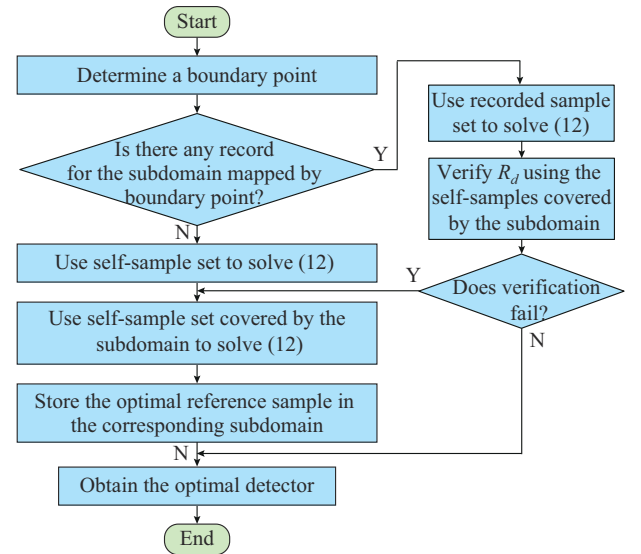 Start
Determine a boundary point
Is there any record
for the subdomain mapped by
boundary point?
Y
N
Use recorded sample
set to solve (12)
Verify R_d using the
self-samples covered
by the subdomain
Does verification
fail?
Y
N
Use self-sample set to solve (12)
Use self-sample set covered by the
subdomain to solve (12)
Store the optimal reference sample in
the corresponding subdomain
N
Obtain the optimal detector
End